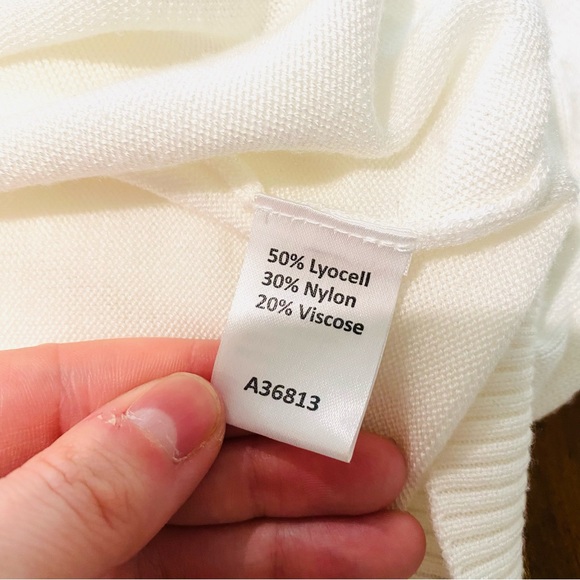 50% Lyocell
30% Nylon
20% Viscose
A36813